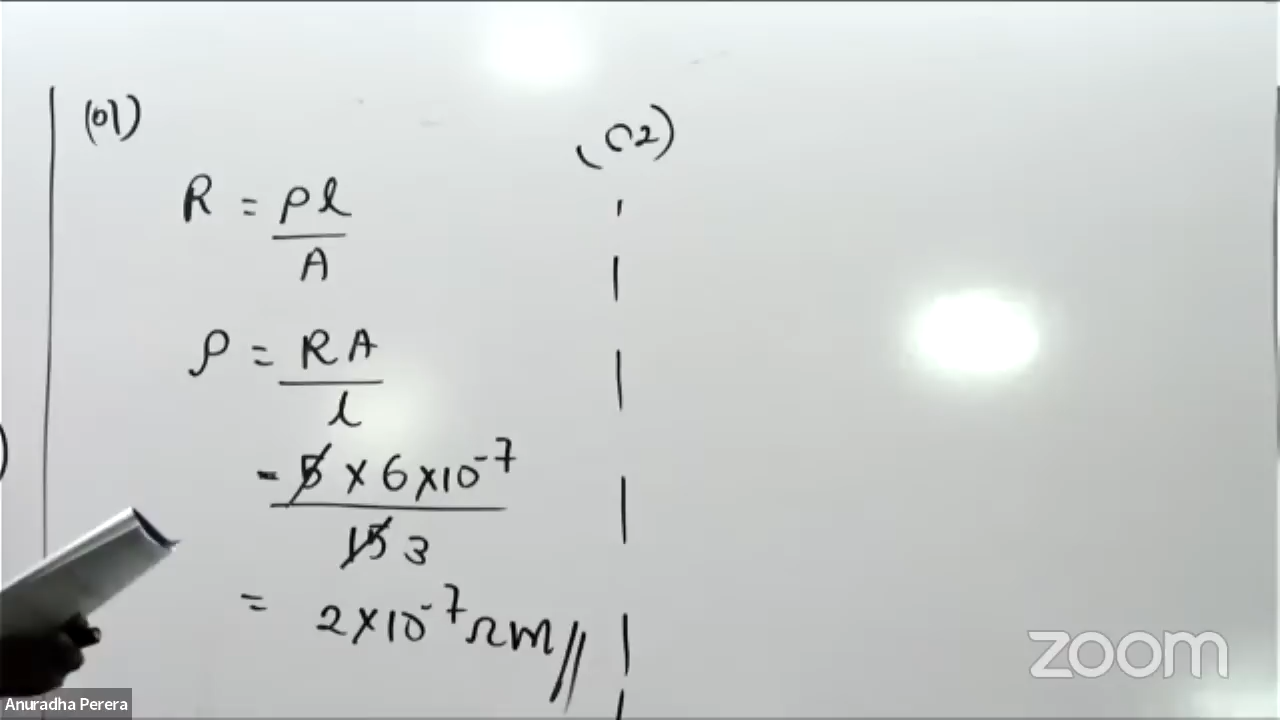 (01)
R = ρl
A
ρ = RA
l
= 5 × 6 × 10⁻⁷
15 3
= 2 × 10⁻⁷ Ωm //
(02)
zoom
Anuradha Perera